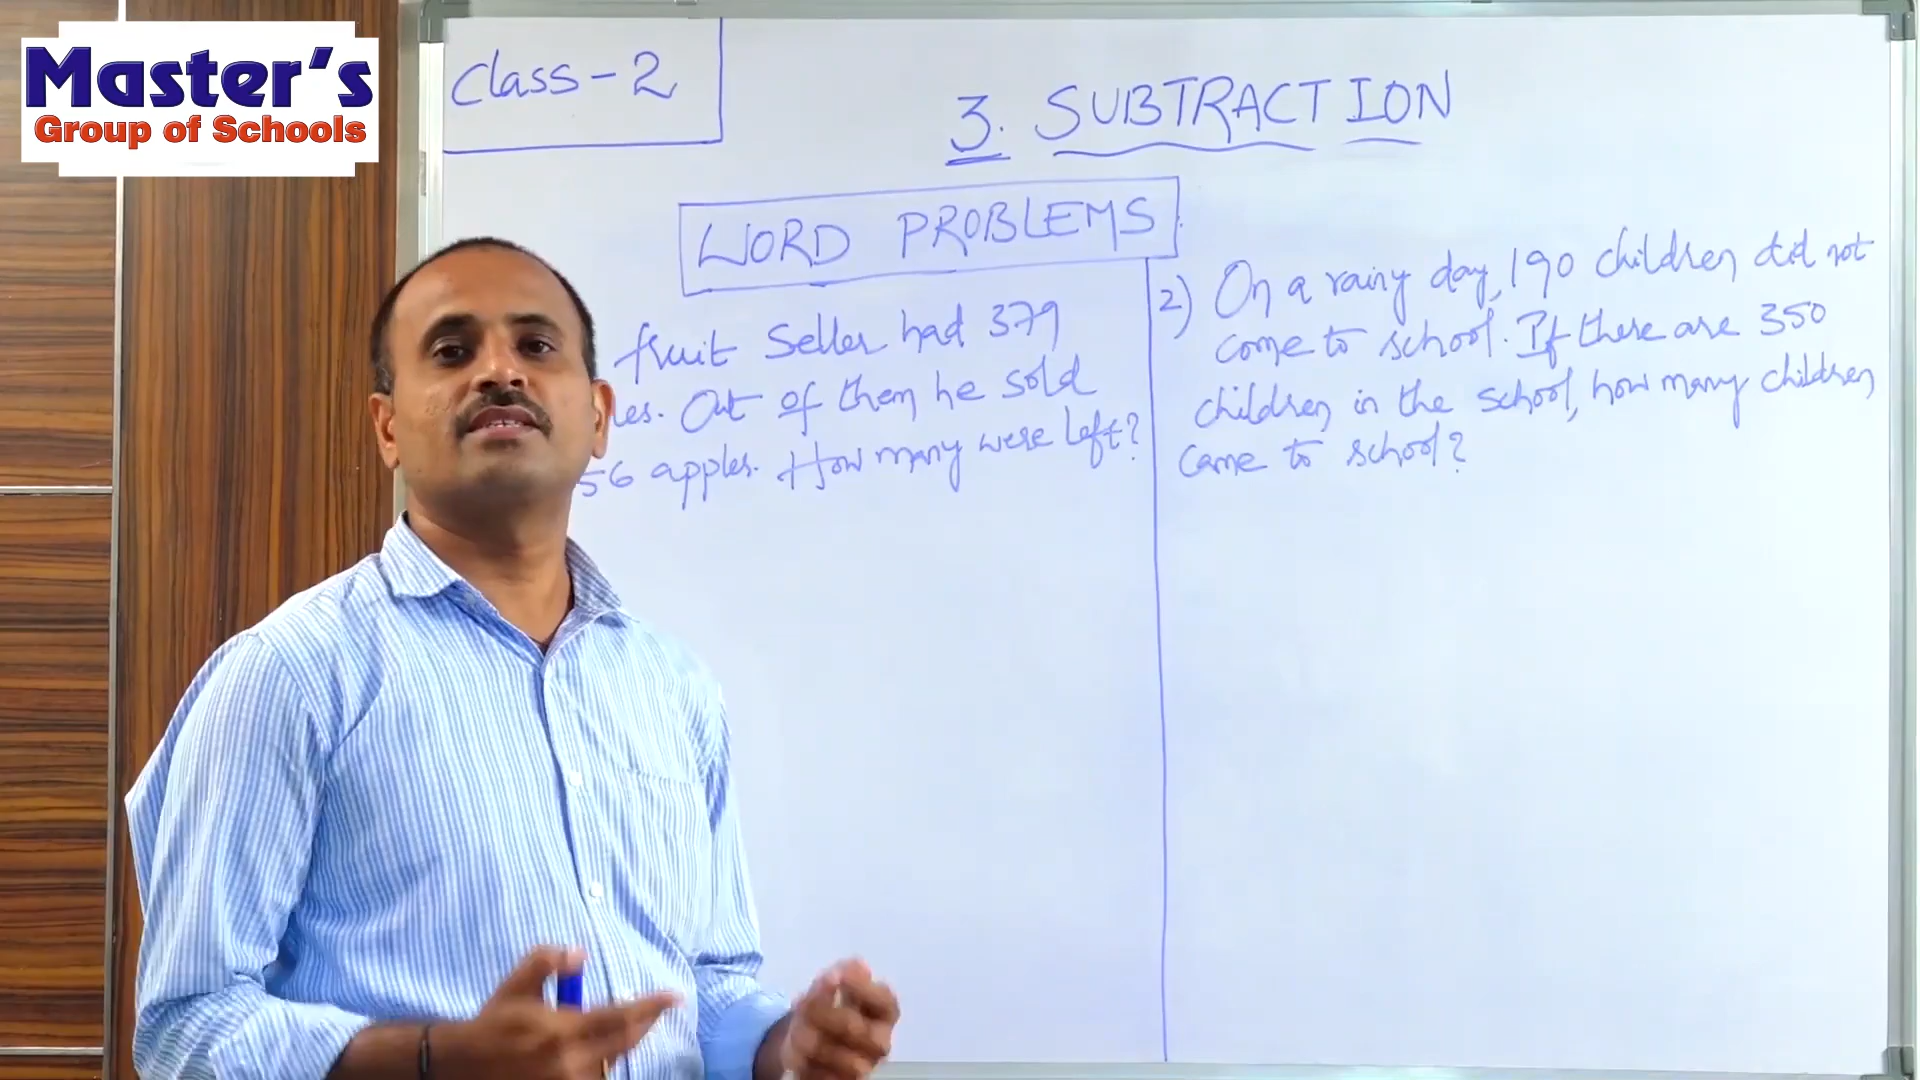 Master's
Group of Schools
Class-2
3. SUBTRACTION
WORD PROBLEMS
fruit Seller had 379
les. Out of them he sold
56 apples. How many were left?
2) On a rainy day, 190 children did not
come to school. If there are 350
children in the school, how many children
came to school?